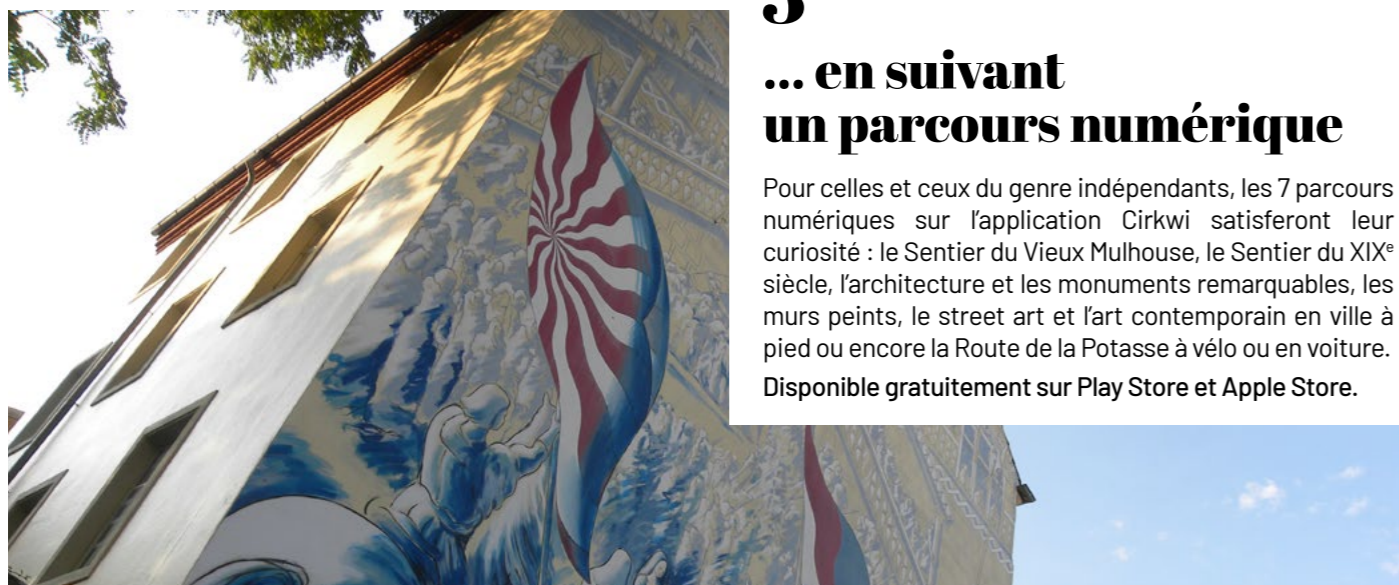 ... en suivant
un parcours numérique
Pour celles et ceux du genre indépendants, les 7 parcours
numériques sur l’application Cirkwi satisferont leur
curiosité : le Sentier du Vieux Mulhouse, le Sentier du XIXᵉ
siècle, l’architecture et les monuments remarquables, les
murs peints, le street art et l’art contemporain en ville à
pied ou encore la Route de la Potasse à vélo ou en voiture.
Disponible gratuitement sur Play Store et Apple Store.